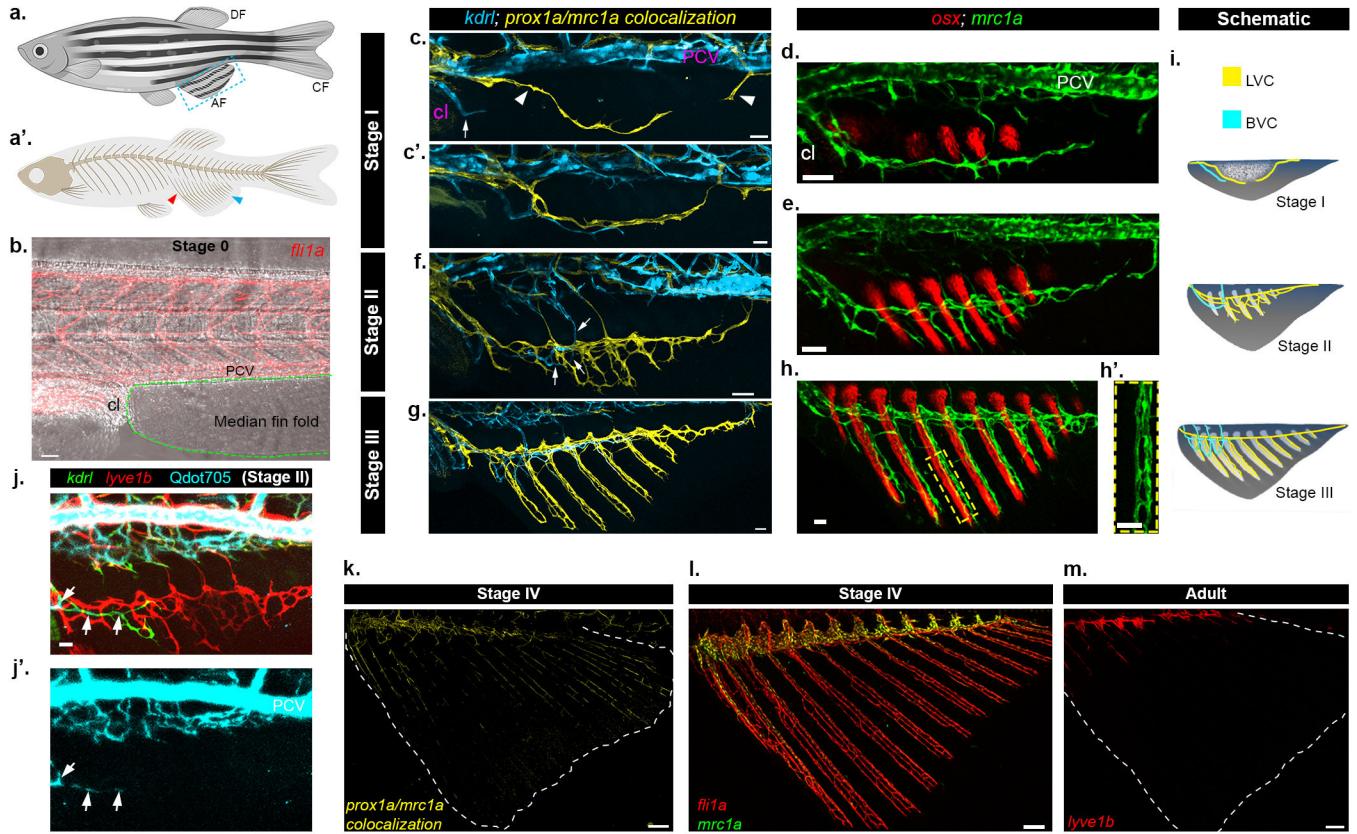 a.
DF
CF
AF
a'.
b.
Stage 0
fli1a
PCV
cl
Median fin fold
kdrl; prox1a/mrc1a colocalization
Stage I
c.
PCV
cl
c'.
Stage II
f.
Stage III
g.
osx; mrc1a
d.
PCV
cl
e.
h.
h'.
Schematic
i.
LVC
BVC
Stage I
Stage II
Stage III
j.
kdrl lyve1b Qdot705 (Stage II)
j'.
PCV
k.
Stage IV
prox1a/mrc1a
colocalization
l.
Stage IV
fli1a
mrc1a
m.
Adult
lyve1b